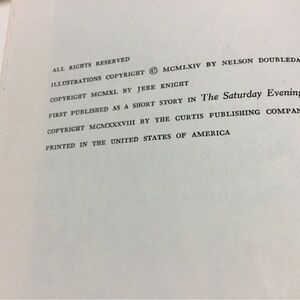 ALL RIGHTS RESERVED
ILLUSTRATIONS COPYRIGHT © MCMLXIV BY NELSON DOUBLEDA
COPYRIGHT MCMXL BY JERE KNIGHT
FIRST PUBLISHED AS A SHORT STORY IN The Saturday Evening
COPYRIGHT MCMXXXVIII BY THE CURTIS PUBLISHING COMPAN
PRINTED IN THE UNITED STATES OF AMERICA